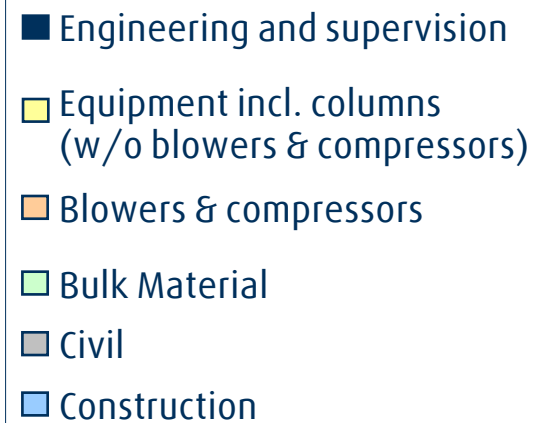 Engineering and supervision
Equipment incl. columns
(w/o blowers & compressors)
Blowers & compressors
Bulk Material
Civil
Construction